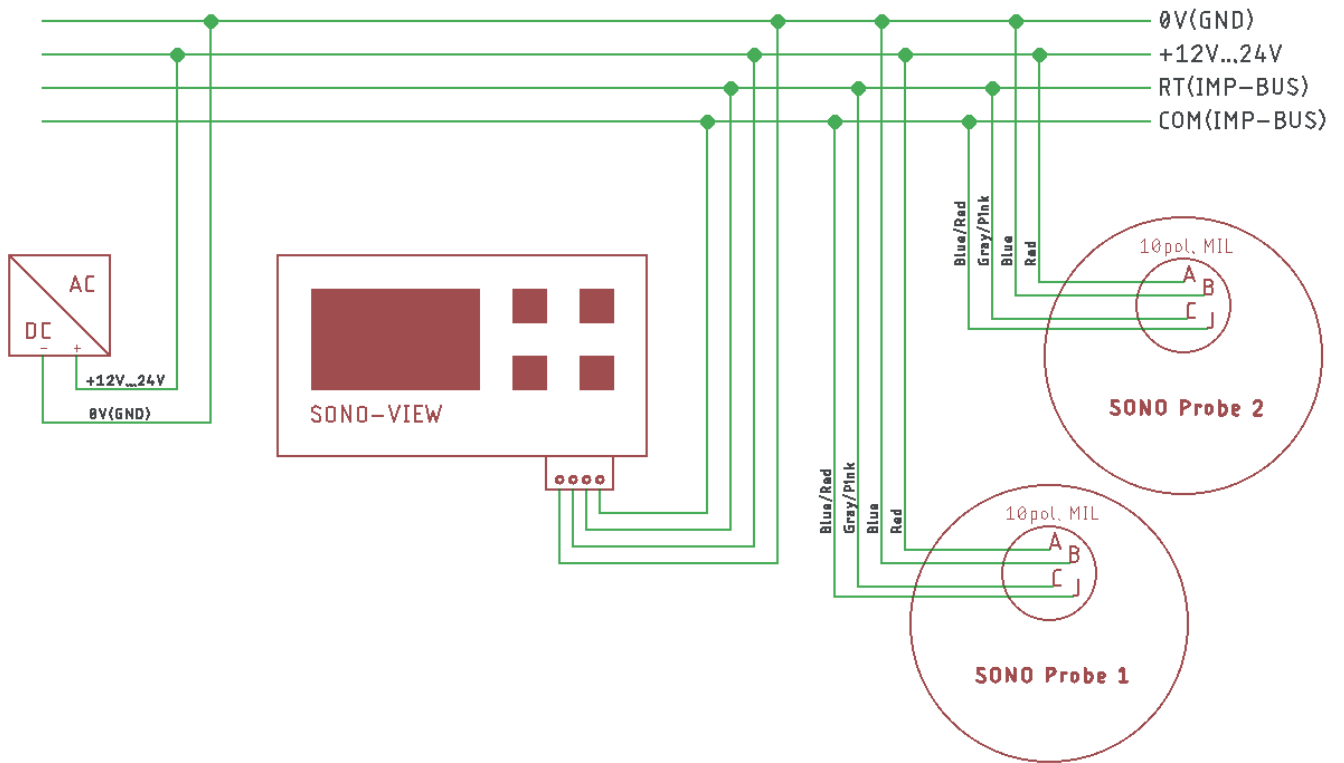 0V(GND)
+12V...24V
RT(IMP-BUS)
COM(IMP-BUS)
Blue/Red
Gray/Pink
Blue
Red
10pol. MIL
A
B
C
J
SONO Probe 2
AC
DC
- +
+12V...24V
0V(GND)
SONO-VIEW
Blue/Red
Gray/Pink
Blue
Red
10pol. MIL
A
B
C
J
SONO Probe 1